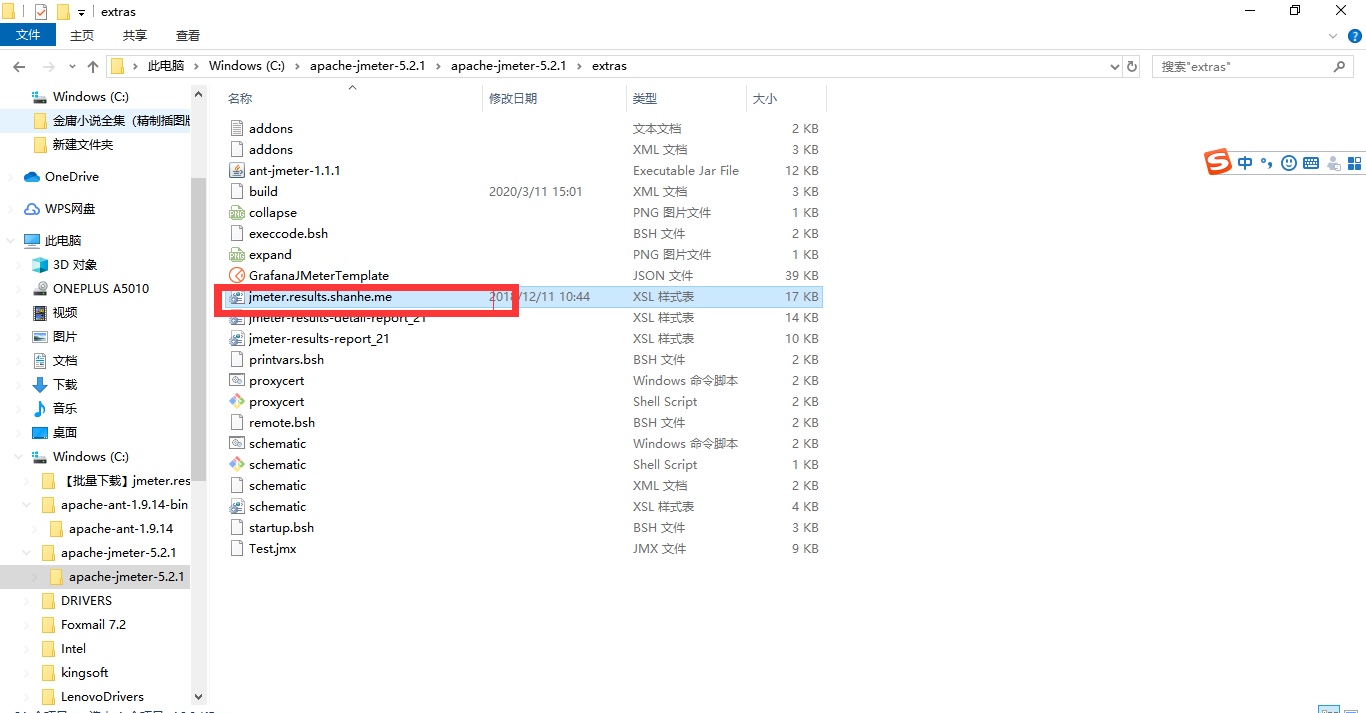 extras
文件 主页 共享 查看
此电脑 Windows (C:) apache-jmeter-5.2.1 apache-jmeter-5.2.1 extras 搜索"extras"
Windows (C:)
金庸小说全集（精制插图版
新建文件夹
OneDrive
WPS网盘
此电脑
3D 对象
ONEPLUS A5010
视频
图片
文档
下载
音乐
桌面
Windows (C:)
【批量下载】jmeter.res
apache-ant-1.9.14-bin
apache-ant-1.9.14
apache-jmeter-5.2.1
apache-jmeter-5.2.1
DRIVERS
Foxmail 7.2
Intel
kingsoft
LenovoDrivers
名称 修改日期 类型 大小
addons 文本文档 2 KB
addons XML 文档 3 KB
ant-jmeter-1.1.1 Executable Jar File 12 KB
build 2020/3/11 15:01 XML 文档 3 KB
collapse PNG 图片文件 1 KB
execcode.bsh BSH 文件 2 KB
expand PNG 图片文件 1 KB
GrafanaJMeterTemplate JSON 文件 39 KB
jmeter.results.shanhe.me 2018/12/11 10:44 XSL 样式表 17 KB
jmeter-results-detail-report_21 XSL 样式表 14 KB
jmeter-results-report_21 XSL 样式表 10 KB
printvars.bsh BSH 文件 2 KB
proxycert Windows 命令脚本 2 KB
proxycert Shell Script 2 KB
remote.bsh BSH 文件 2 KB
schematic Windows 命令脚本 2 KB
schematic Shell Script 1 KB
schematic XML 文档 2 KB
schematic XSL 样式表 4 KB
startup.bsh BSH 文件 3 KB
Test.jmx JMX 文件 9 KB
S 中